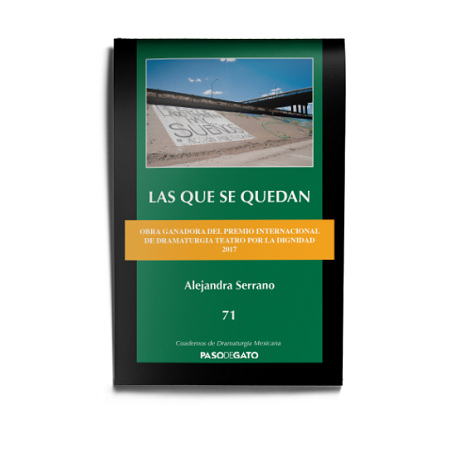 SUEÑOS
LAS QUE SE QUEDAN
OBRA GANADORA DEL PREMIO INTERNACIONAL
DE DRAMATURGIA TEATRO POR LA DIGNIDAD
2017
Alejandra Serrano
71
Cuadernos de Dramaturgia Mexicana
PASODEGATO